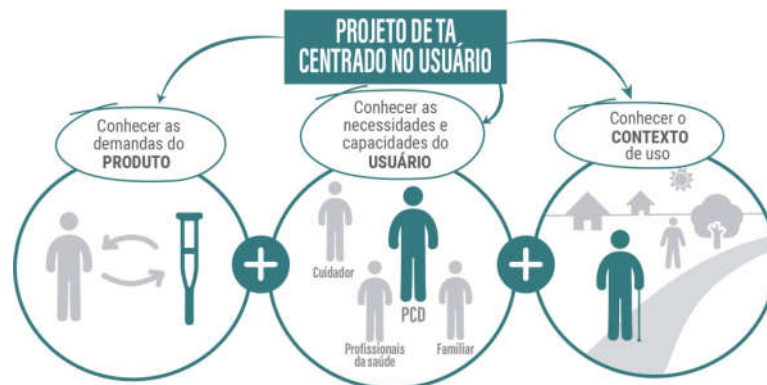 PROJETO DE TA
CENTRADO NO USUÁRIO
Conhecer as
demandas do
PRODUTO
Conhecer as
necessidades e
capacidades do
USUÁRIO
Conhecer o
CONTEXTO
de uso
Cuidador
PCD
Profissionais
da saúde
Familiar